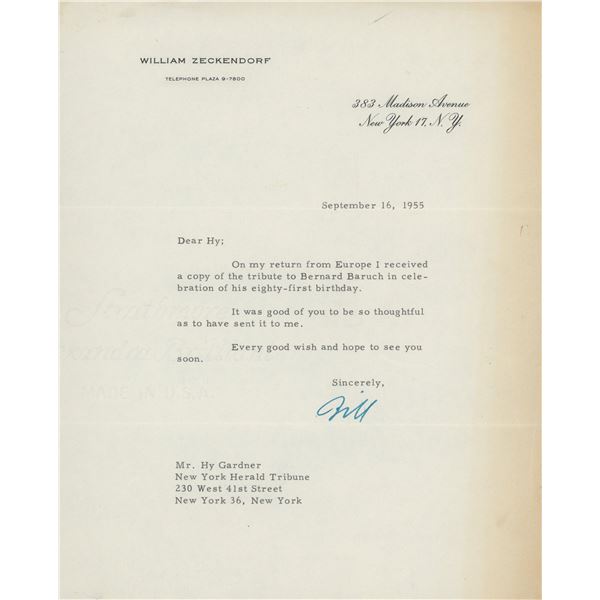 WILLIAM ZECKENDORF
TELEPHONE PLAZA 9-7800
383 Madison Avenue
New York 17, N. Y.
September 16, 1955
Dear Hy;
On my return from Europe I received
a copy of the tribute to Bernard Baruch in cele-
bration of his eighty-first birthday.
It was good of you to be so thoughtful
as to have sent it to me.
Every good wish and hope to see you
soon.
Sincerely,
Bill
Mr. Hy Gardner
New York Herald Tribune
230 West 41st Street
New York 36, New York
MADE IN U.S.A.